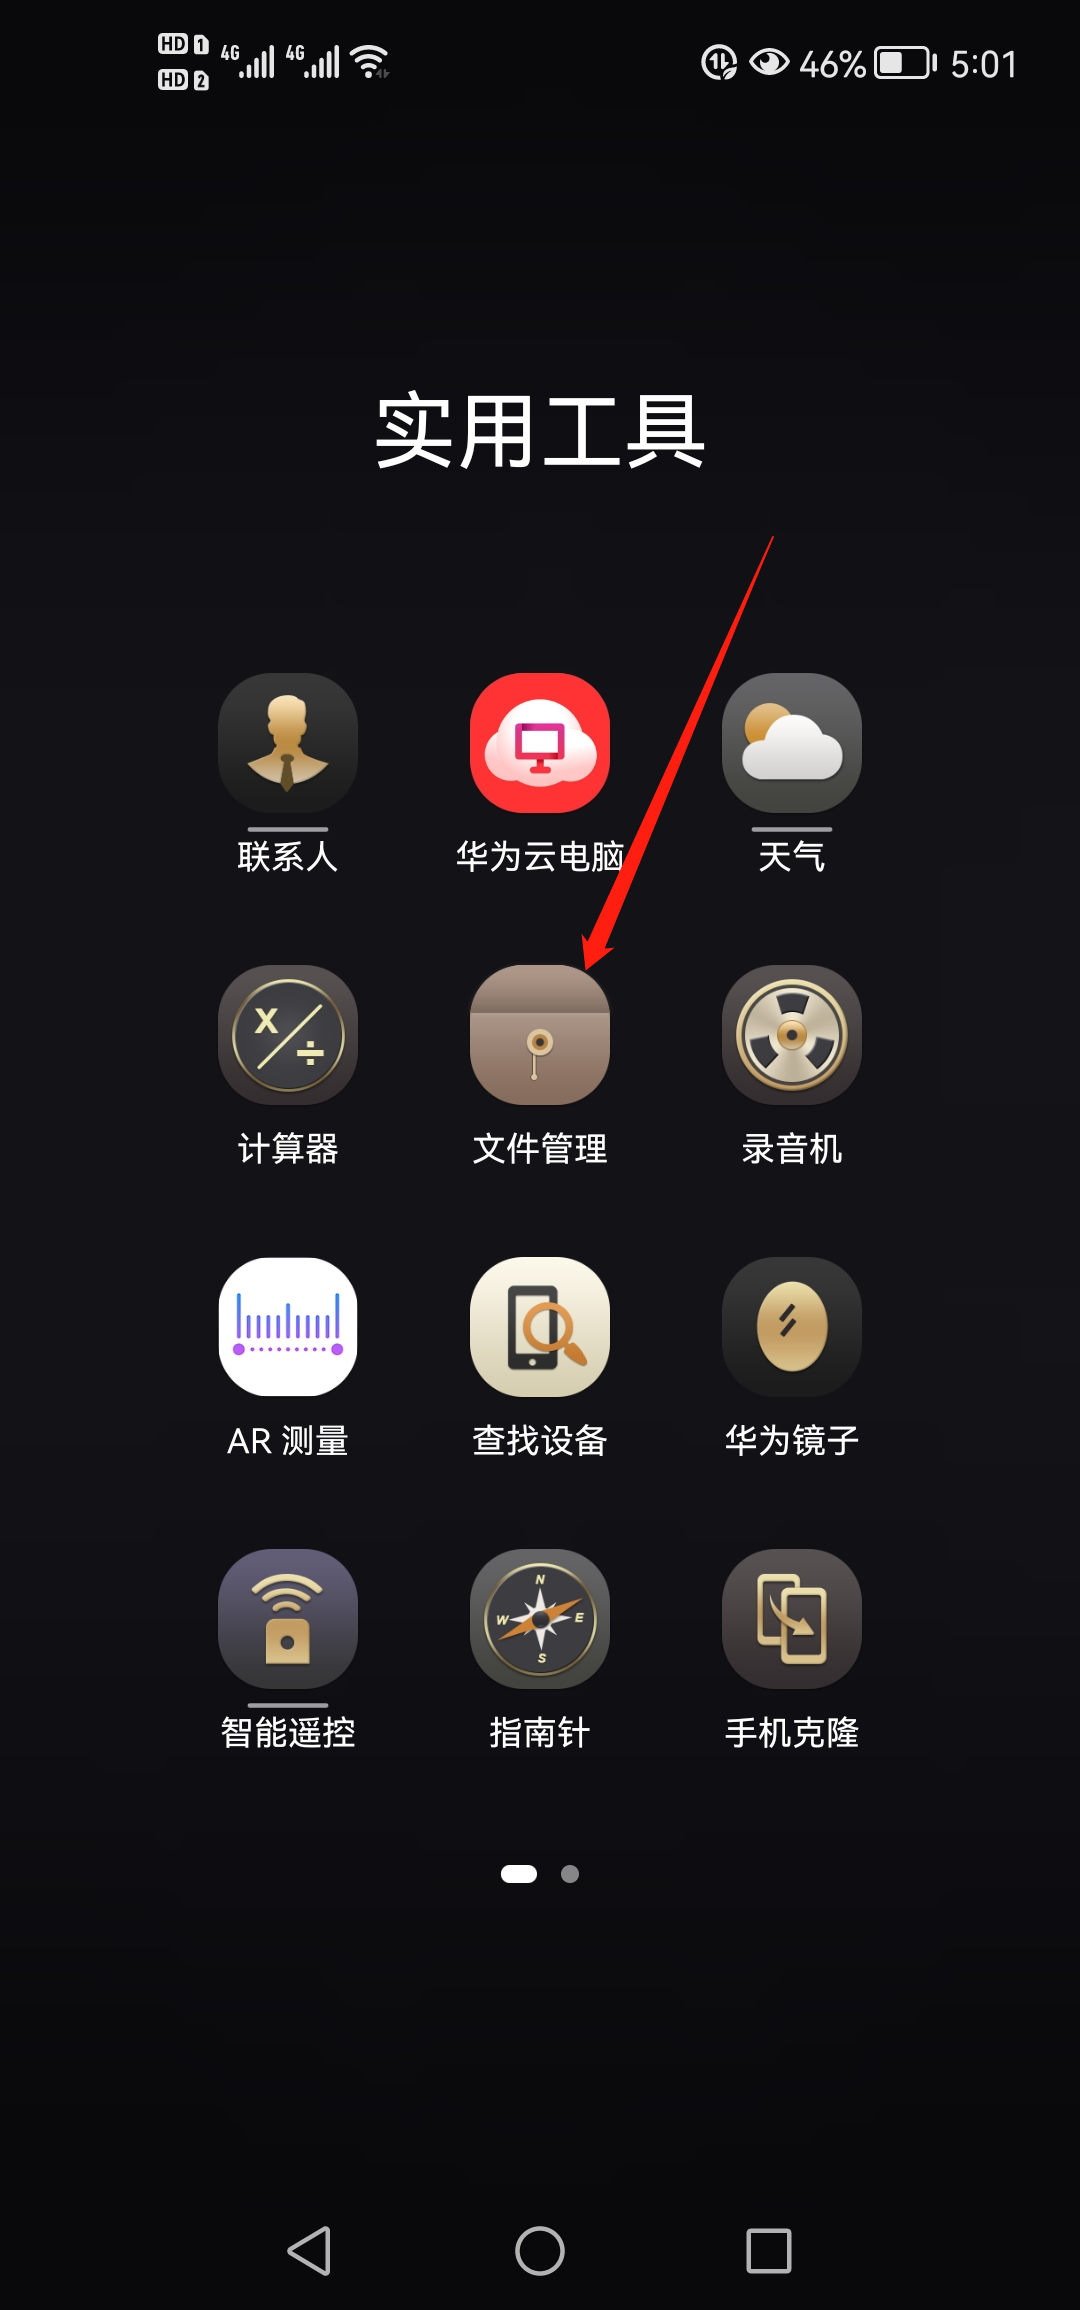 HD 1 4G 4G 46% 5:01
HD 2
实用工具
联系人 华为云电脑 天气
X ÷
计算器 文件管理 录音机
AR 测量 查找设备 华为镜子
N
W E
S
智能遥控 指南针 手机克隆